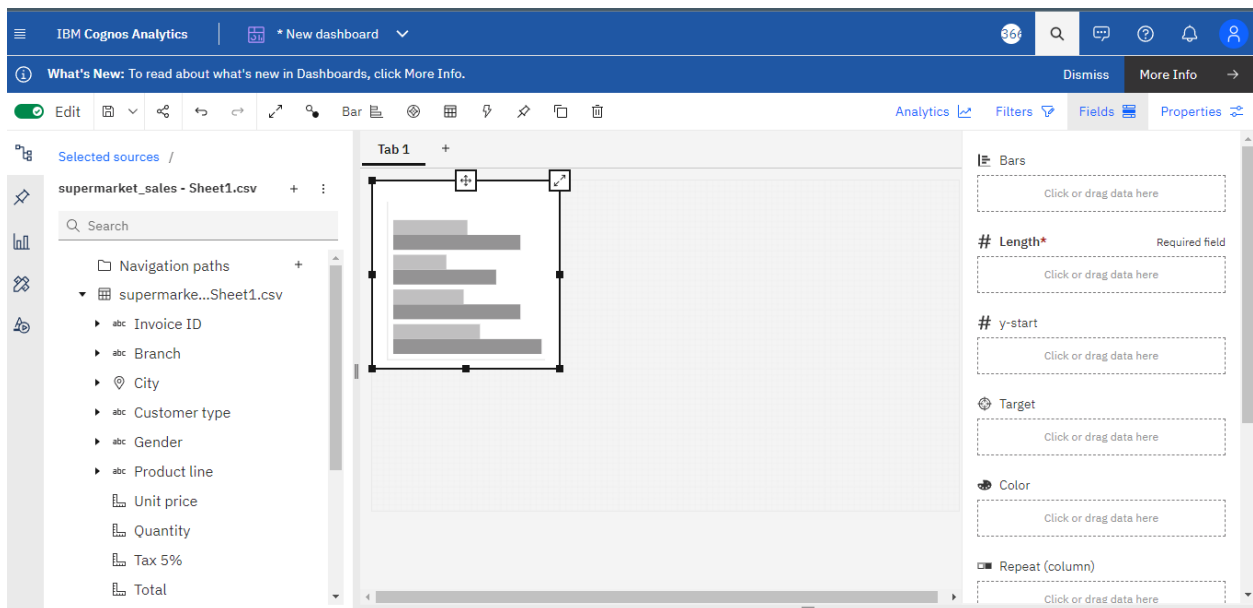 IBM Cognos Analytics
* New dashboard
366
What's New: To read about what's new in Dashboards, click More Info.
Dismiss
More Info
Edit
Bar
Analytics
Filters
Fields
Properties
Selected sources /
supermarket_sales - Sheet1.csv
Search
Navigation paths
supermarke...Sheet1.csv
abc Invoice ID
abc Branch
City
abc Customer type
abc Gender
abc Product line
Unit price
Quantity
Tax 5%
Total
Tab 1
Bars
Click or drag data here
# Length*
Required field
Click or drag data here
# y-start
Click or drag data here
Target
Click or drag data here
Color
Click or drag data here
Repeat (column)
Click or drag data here